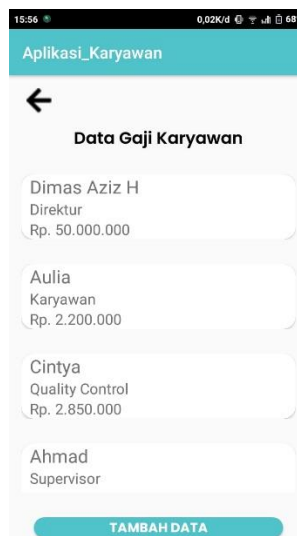 15:56 0,02K/d 68
Aplikasi_Karyawan
Data Gaji Karyawan
Dimas Aziz H
Direktur
Rp. 50.000.000
Aulia
Karyawan
Rp. 2.200.000
Cintya
Quality Control
Rp. 2.850.000
Ahmad
Supervisor
TAMBAH DATA